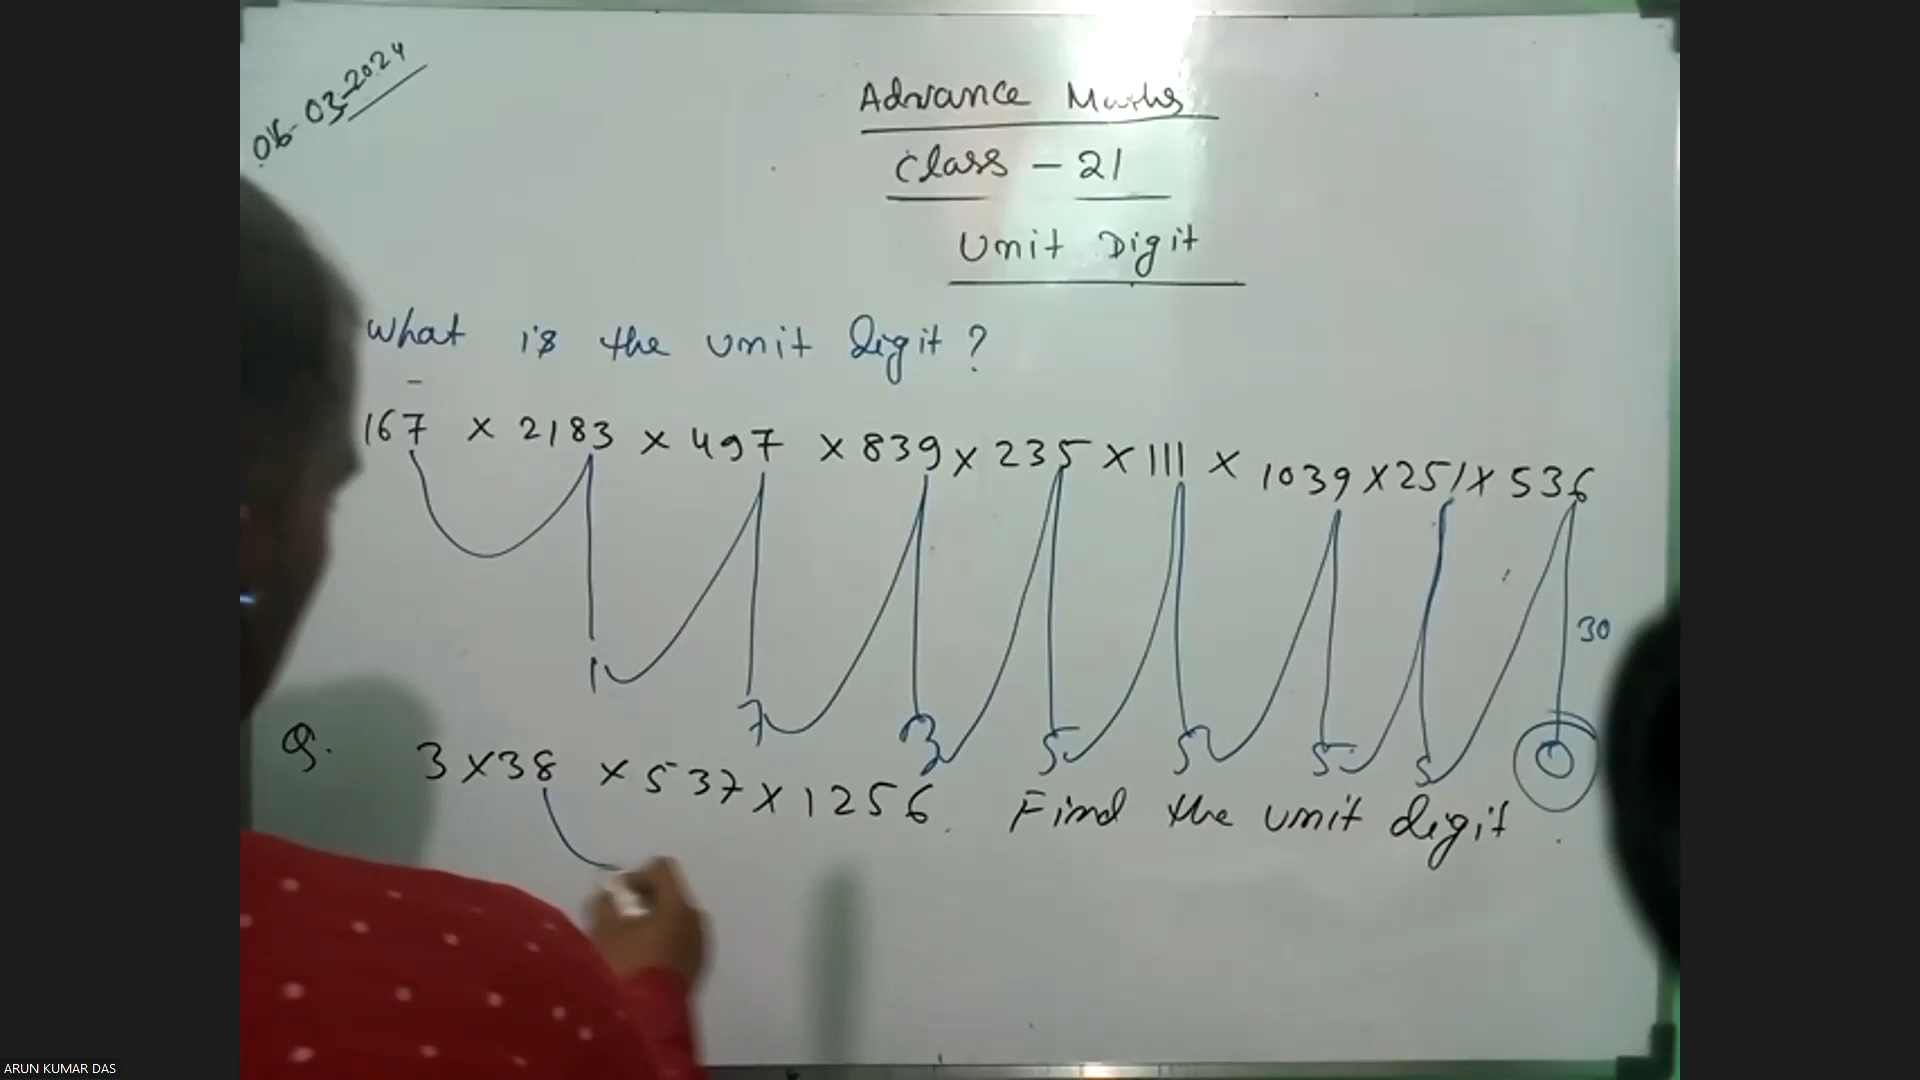 06-03-2024
Advance Maths
Class - 21
Unit Digit
What is the unit digit?
167 × 2183 × 497 × 839 × 235 × 111 × 1039 × 251 × 536
30
1 7 3 5 5 5 5 0
Q. 3 × 38 × 537 × 1256. Find the unit digit.
ARUN KUMAR DAS